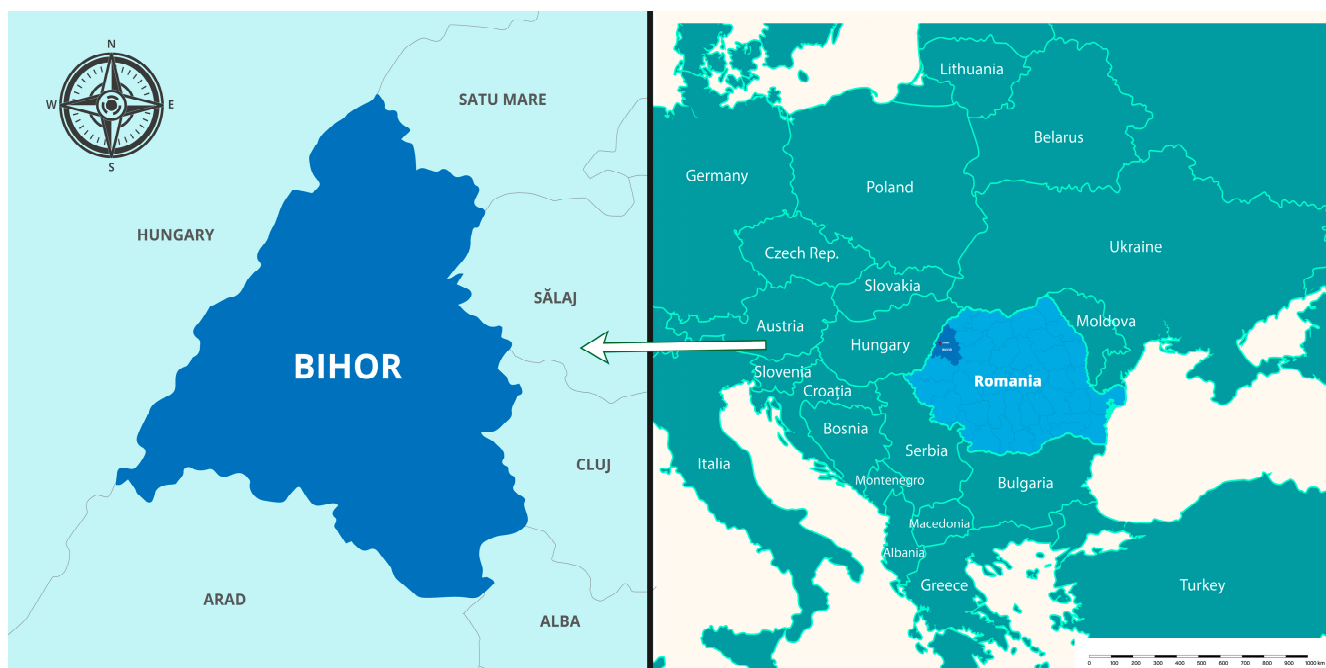 N
W
E
S
SATU MARE
HUNGARY
SĂLAJ
BIHOR
CLUJ
ARAD
ALBA
Lithuania
Belarus
Germany
Poland
Ukraine
Czech Rep.
Slovakia
Austria
Moldova
Hungary
Slovenia
Romania
Croația
Bosnia
Serbia
Italia
Montenegro
Bulgaria
Macedonia
Albania
Greece
Turkey
0 100 200 300 400 500 600 700 800 900 1000 km